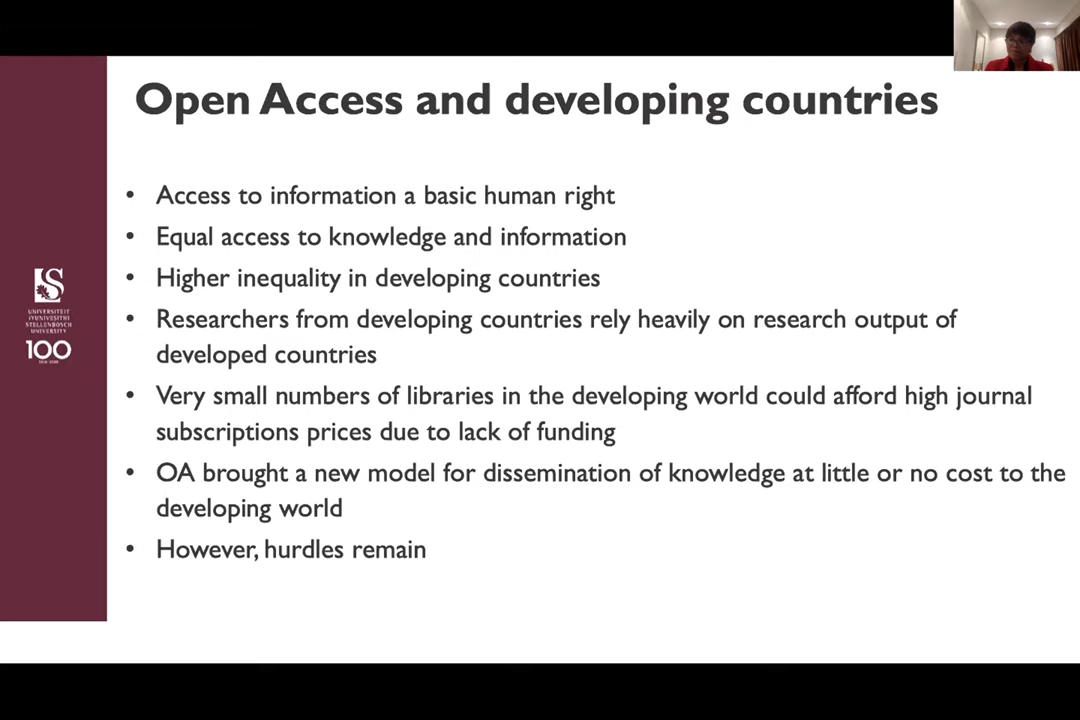 Open Access and developing countries
• Access to information a basic human right
• Equal access to knowledge and information
• Higher inequality in developing countries
• Researchers from developing countries rely heavily on research output of
developed countries
• Very small numbers of libraries in the developing world could afford high journal
subscriptions prices due to lack of funding
• OA brought a new model for dissemination of knowledge at little or no cost to the
developing world
• However, hurdles remain
UNIVERSITEIT
IYUNIVESITHI
STELLENBOSCH
UNIVERSITY
100